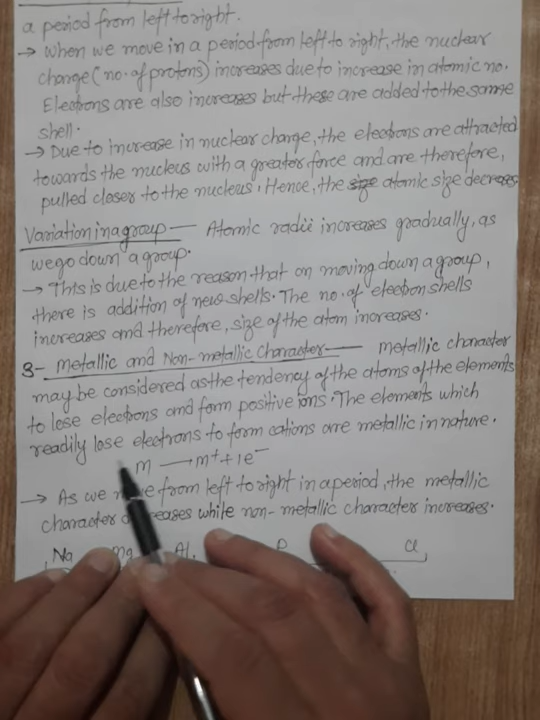 a period from left to right.
→ When we move in a period from left to right, the nuclear
charge (no. of protons) increases due to increase in atomic no.
Electrons are also increases but these are added to the same
shell.
→ Due to increase in nuclear charge, the electrons are attracted
towards the nucleus with a greater force and are therefore,
pulled closer to the nucleus. Hence, the atomic size decreases
Variation in a group — Atomic radii increases gradually, as
we go down a group.
→ This is due to the reason that on moving down a group,
there is addition of new shells. The no. of electron shells
increases and therefore, size of the atom increases.
3- Metallic and Non-metallic Character — Metallic character
may be considered as the tendency of the atoms of the elements
to lose electrons and form positive ions. The elements which
readily lose electrons to form cations are metallic in nature.
M → M⁺ + 1e⁻
→ As we move from left to right in a period, the metallic
character decreases while non-metallic character increases.
Na Mg Al Cl